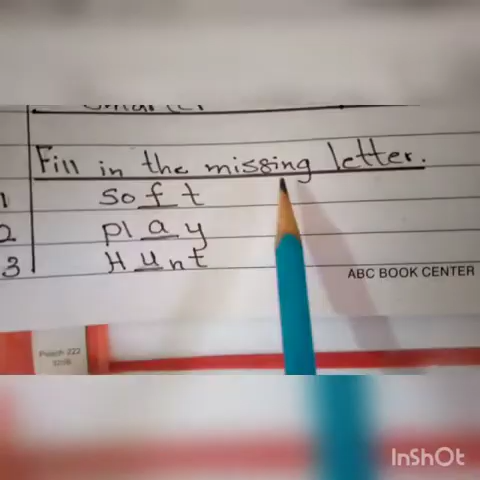 Fill in the missing letter.
1 soft
2 play
3 Hunt
ABC BOOK CENTER
InShOt